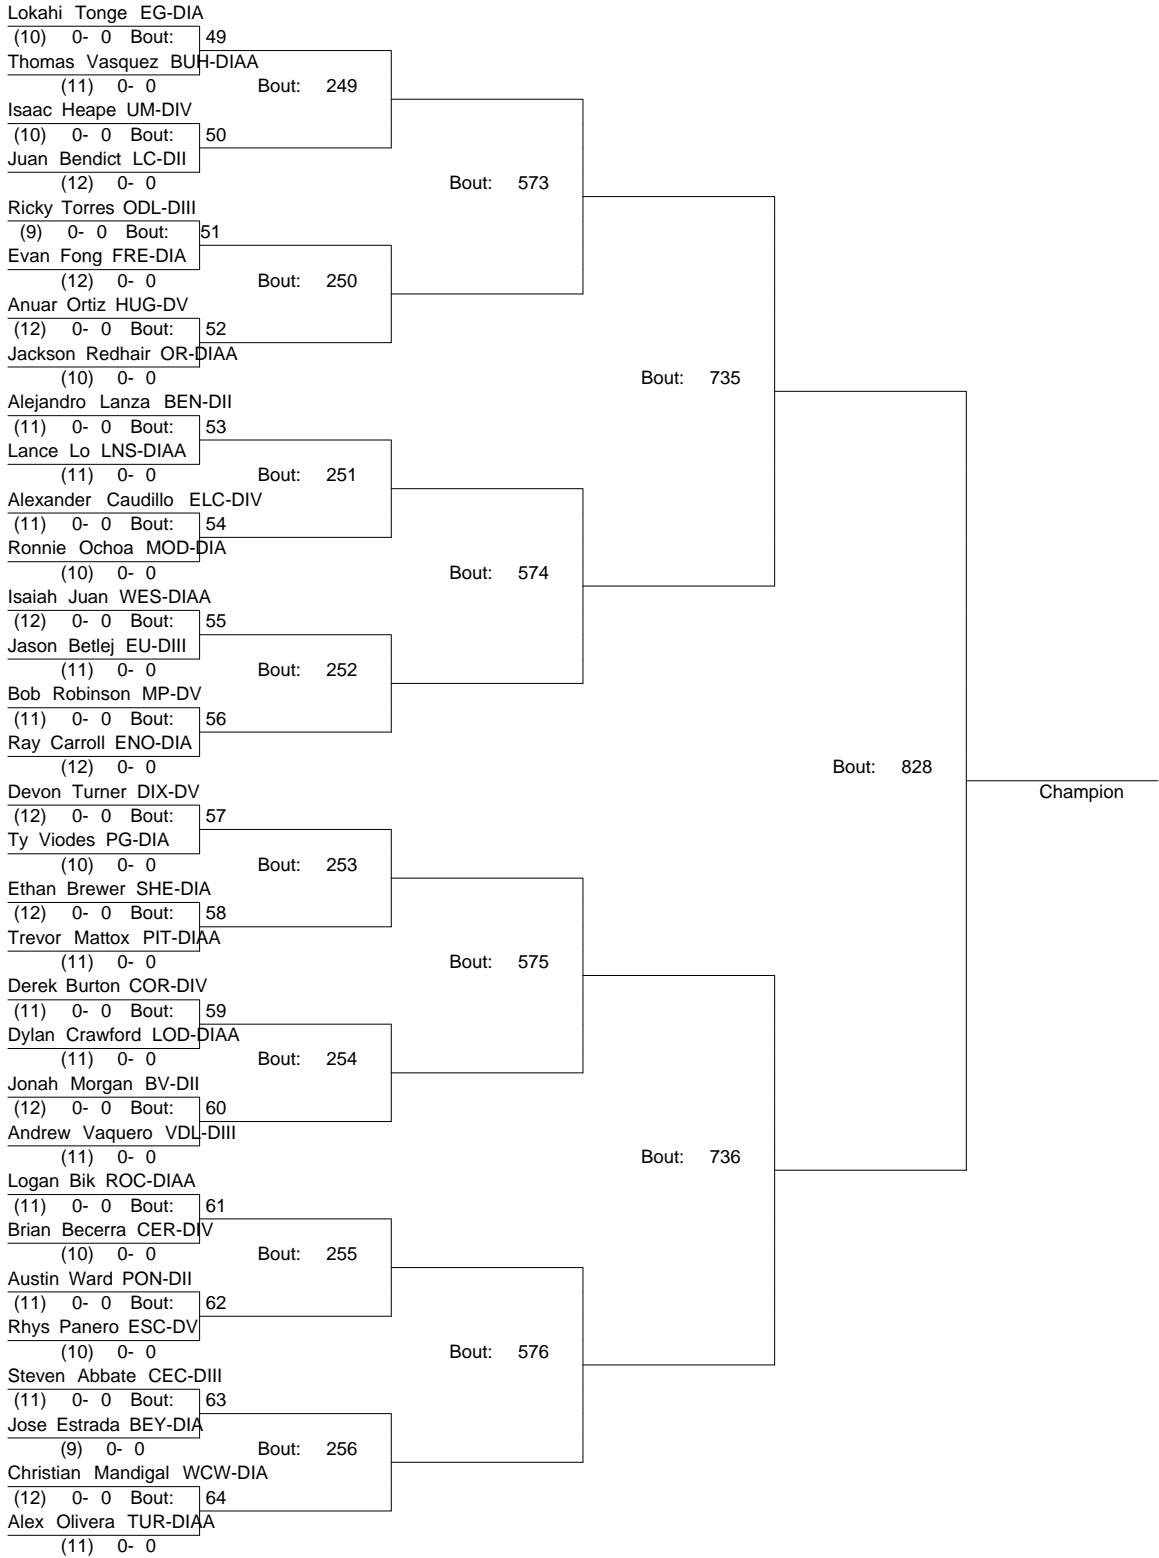 Lokahi Tonge EG-DIA
(10) 0- 0 Bout: 49
Thomas Vasquez BUH-DIAA
(11) 0- 0 Bout: 249
Isaac Heape UM-DIV
(10) 0- 0 Bout: 50
Juan Bendict LC-DII
(12) 0- 0 Bout: 573
Ricky Torres ODL-DIII
(9) 0- 0 Bout: 51
Evan Fong FRE-DIA
(12) 0- 0 Bout: 250
Anuar Ortiz HUG-DV
(12) 0- 0 Bout: 52
Jackson Redhair OR-DIAA
(10) 0- 0 Bout: 735
Alejandro Lanza BEN-DII
(11) 0- 0 Bout: 53
Lance Lo LNS-DIAA
(11) 0- 0 Bout: 251
Alexander Caudillo ELC-DIV
(11) 0- 0 Bout: 54
Ronnie Ochoa MOD-DIA
(10) 0- 0 Bout: 574
Isaiah Juan WES-DIAA
(12) 0- 0 Bout: 55
Jason Betlej EU-DIII
(11) 0- 0 Bout: 252
Bob Robinson MP-DV
(11) 0- 0 Bout: 56
Ray Carroll ENO-DIA
(12) 0- 0 Bout: 828
Devon Turner DIX-DV Champion
(12) 0- 0 Bout: 57
Ty Viodes PG-DIA
(10) 0- 0 Bout: 253
Ethan Brewer SHE-DIA
(12) 0- 0 Bout: 58
Trevor Mattox PIT-DIAA
(11) 0- 0 Bout: 575
Derek Burton COR-DIV
(11) 0- 0 Bout: 59
Dylan Crawford LOD-DIAA
(11) 0- 0 Bout: 254
Jonah Morgan BV-DII
(12) 0- 0 Bout: 60
Andrew Vaquero VDL-DIII
(11) 0- 0 Bout: 736
Logan Bik ROC-DIAA
(11) 0- 0 Bout: 61
Brian Becerra CER-DIV
(10) 0- 0 Bout: 255
Austin Ward PON-DII
(11) 0- 0 Bout: 62
Rhys Panero ESC-DV
(10) 0- 0 Bout: 576
Steven Abbate CEC-DIII
(11) 0- 0 Bout: 63
Jose Estrada BEY-DIA
(9) 0- 0 Bout: 256
Christian Mandigal WCW-DIA
(12) 0- 0 Bout: 64
Alex Olivera TUR-DIAA
(11) 0- 0